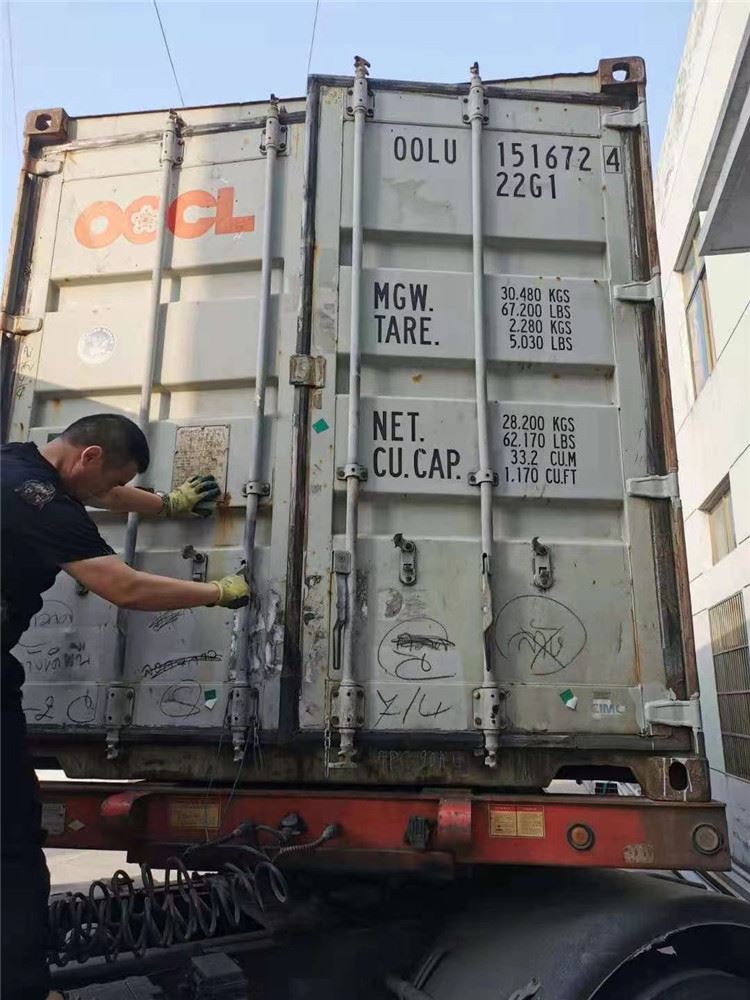 OOCL
OOLU 151672 4
22G1
MGW. 30.480 KGS
67.200 LBS
TARE. 2.280 KGS
5.030 LBS
NET. 28.200 KGS
62.170 LBS
CU.CAP. 33.2 CU.M
1.170 CU.FT
Y/4
CIMC